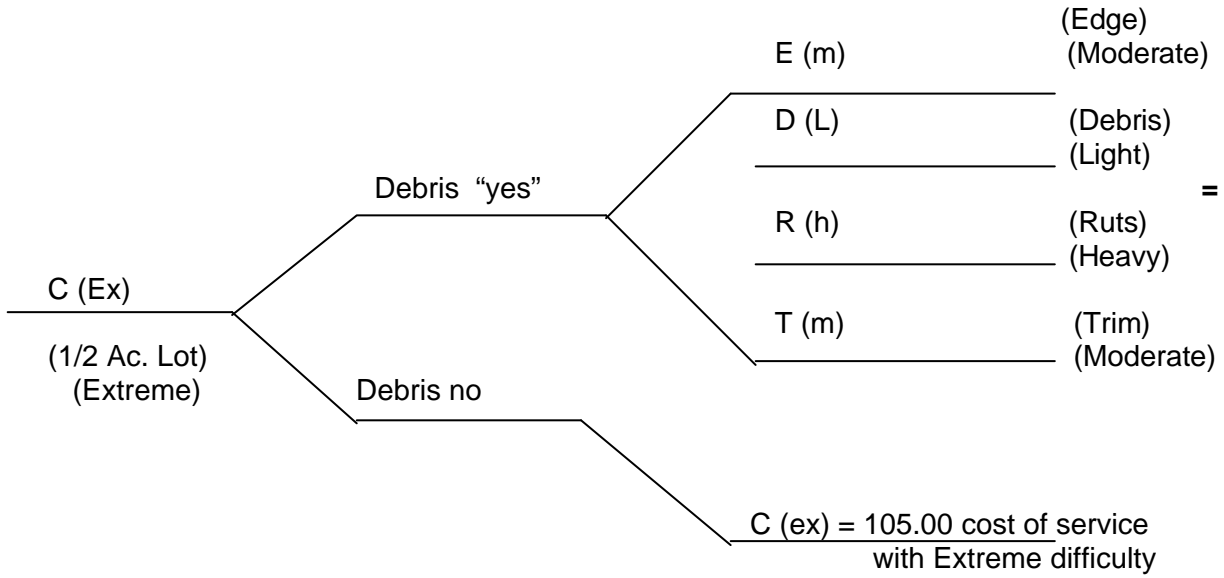 (Edge)
E (m) (Moderate)
D (L) (Debris)
(Light)
Debris “yes” =
R (h) (Ruts)
(Heavy)
C (Ex)
T (m) (Trim)
(1/2 Ac. Lot) (Moderate)
(Extreme) Debris no
C (ex) = 105.00 cost of service
with Extreme difficulty